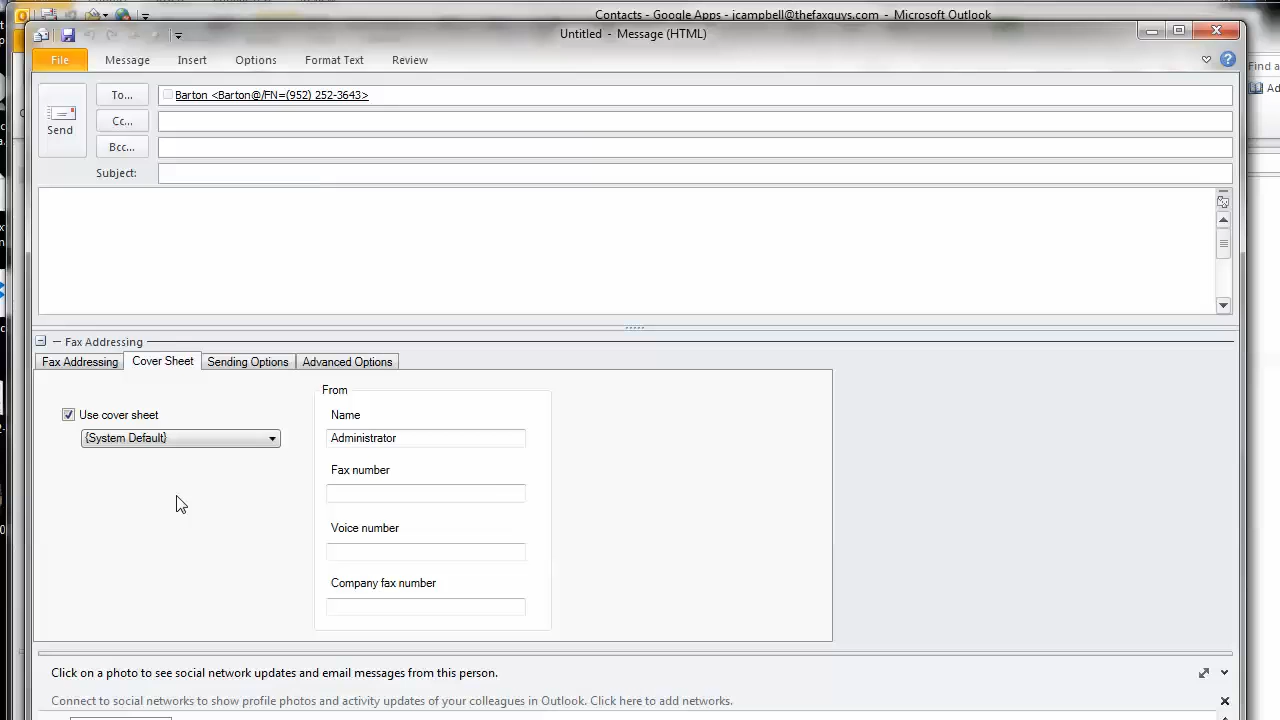 Contacts - Google Apps - jcampbell@thefaxguys.com - Microsoft Outlook
Untitled - Message (HTML)
File Message Insert Options Format Text Review
Find a
Send
To... Barton <Barton@/FN=(952) 252-3643>
Cc...
Bcc...
Subject:
Fax Addressing
Fax Addressing Cover Sheet Sending Options Advanced Options
Use cover sheet
{System Default}
From
Name
Administrator
Fax number
Voice number
Company fax number
Click on a photo to see social network updates and email messages from this person.
Connect to social networks to show profile photos and activity updates of your colleagues in Outlook. Click here to add networks.